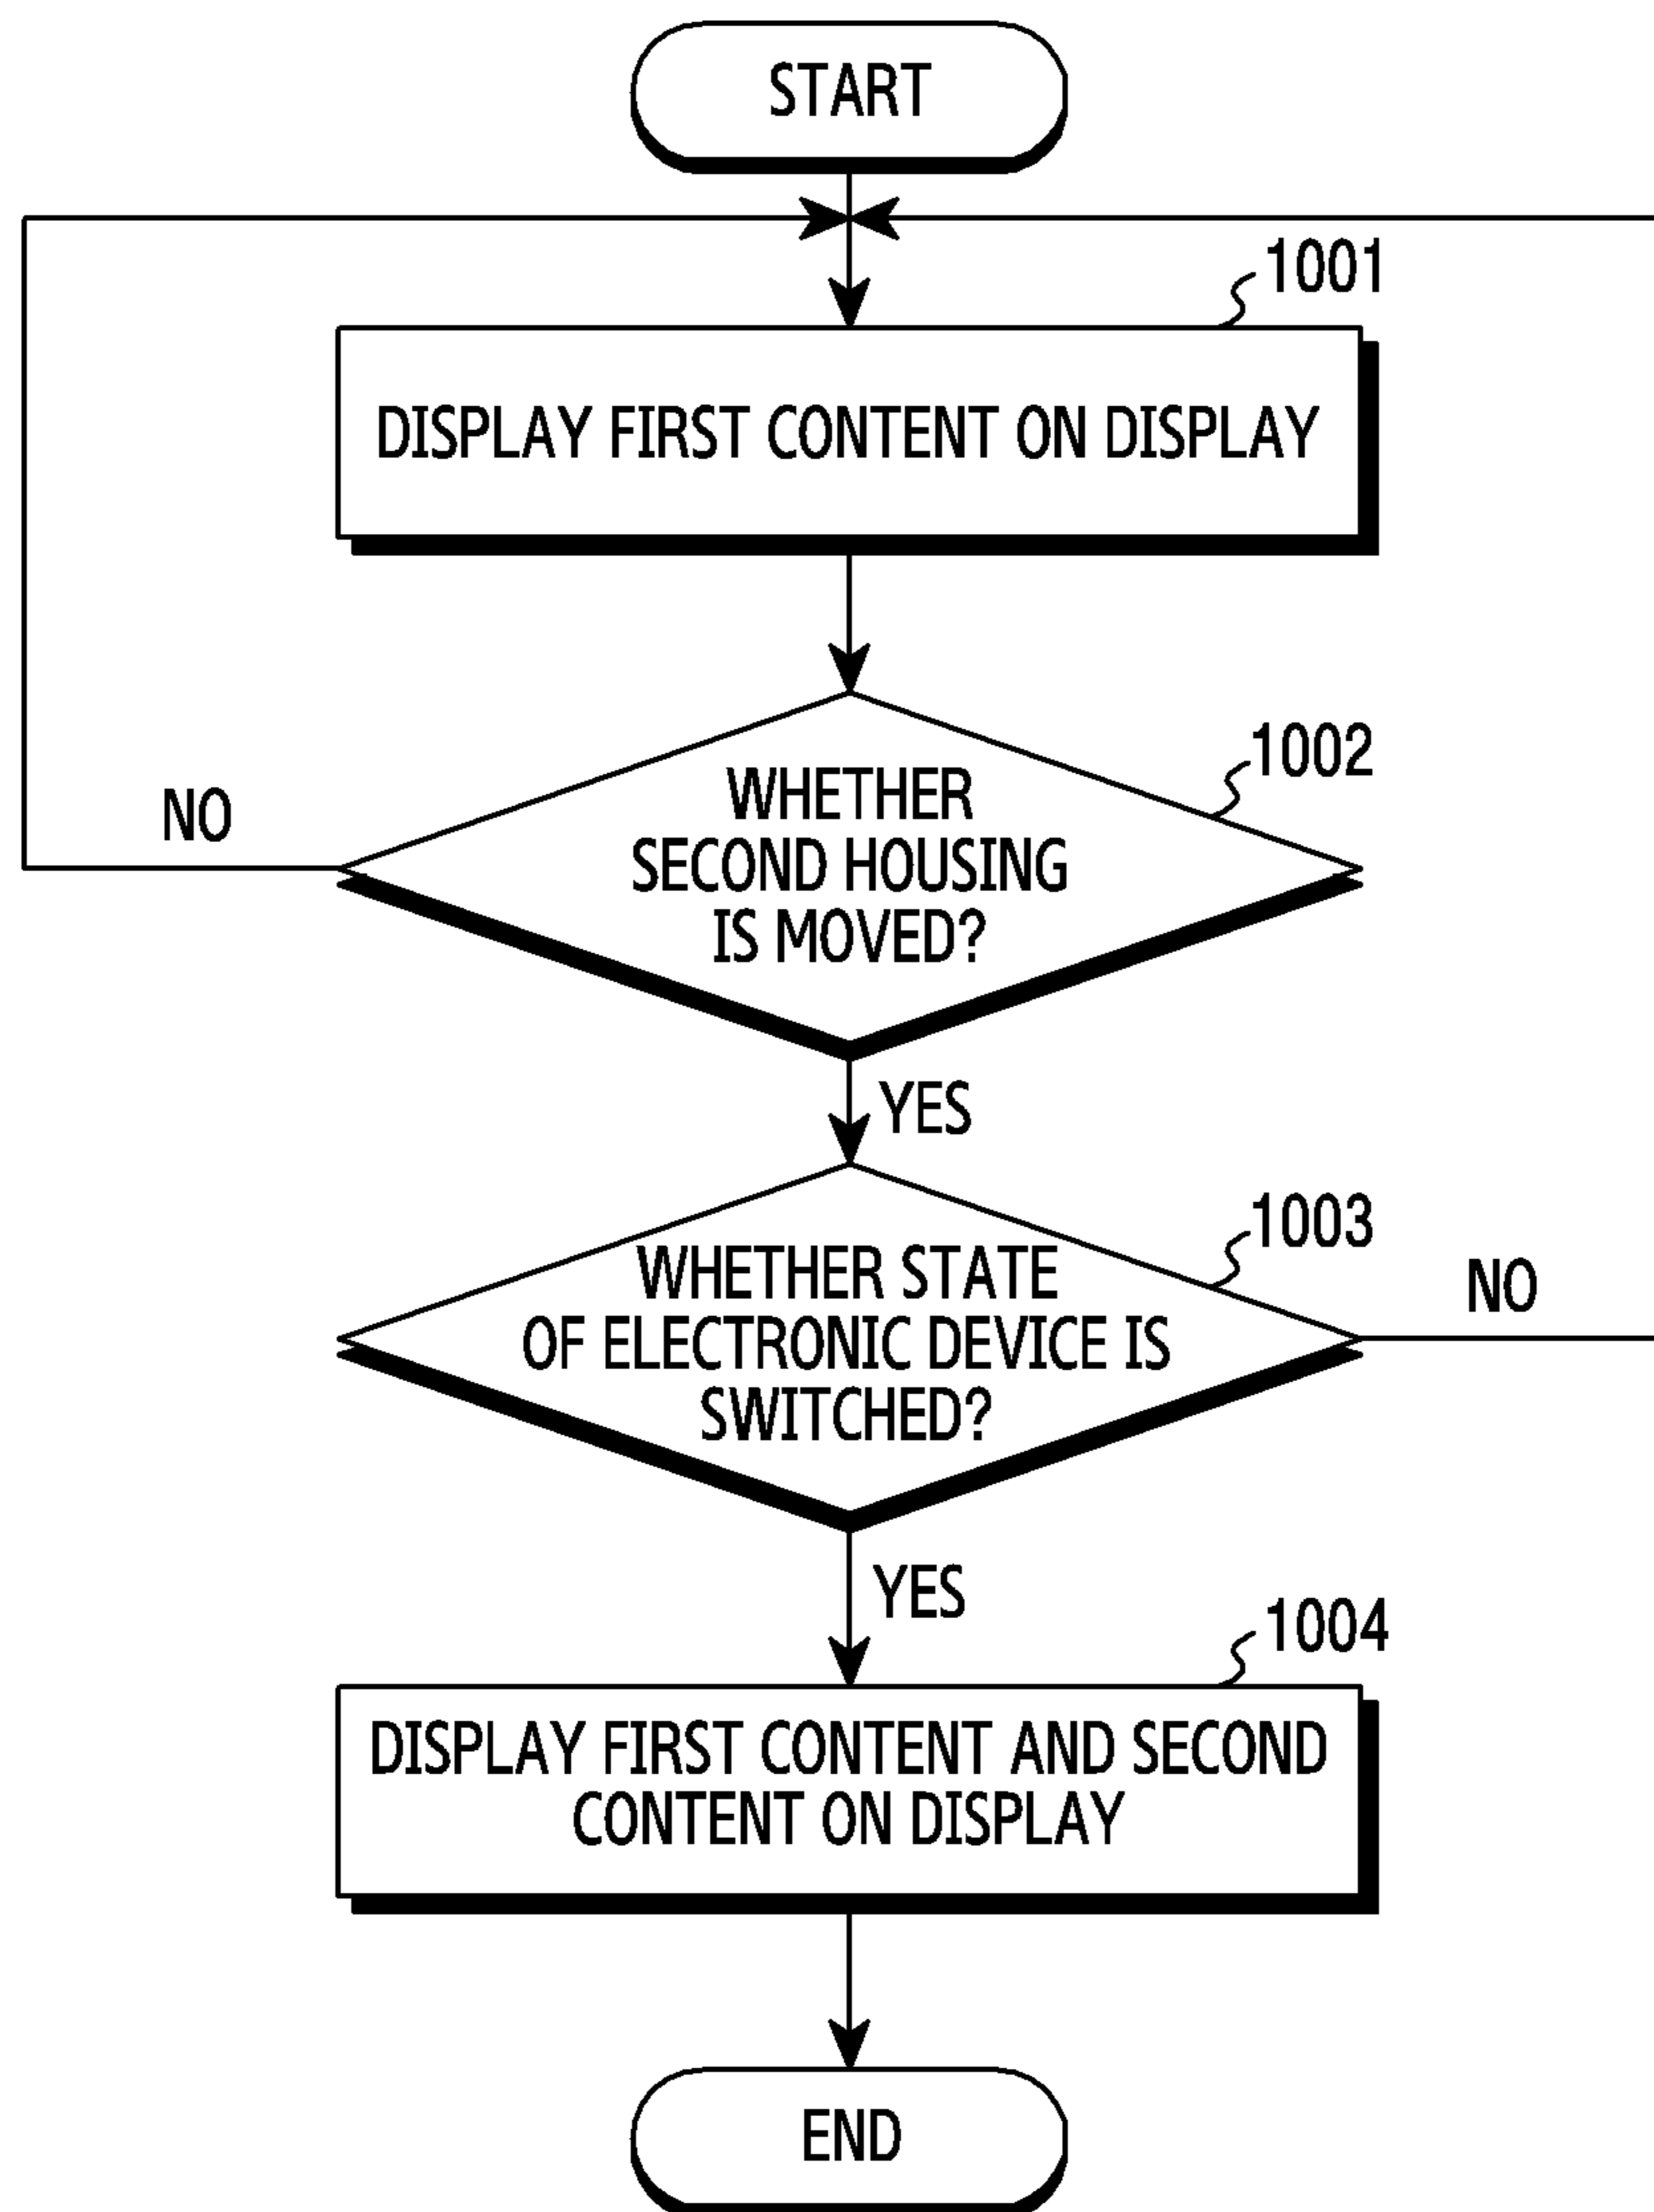 START
1001
DISPLAY FIRST CONTENT ON DISPLAY
1002
WHETHER
SECOND HOUSING
IS MOVED?
NO
YES
1003
WHETHER STATE
OF ELECTRONIC DEVICE IS
SWITCHED?
NO
YES
1004
DISPLAY FIRST CONTENT AND SECOND
CONTENT ON DISPLAY
END